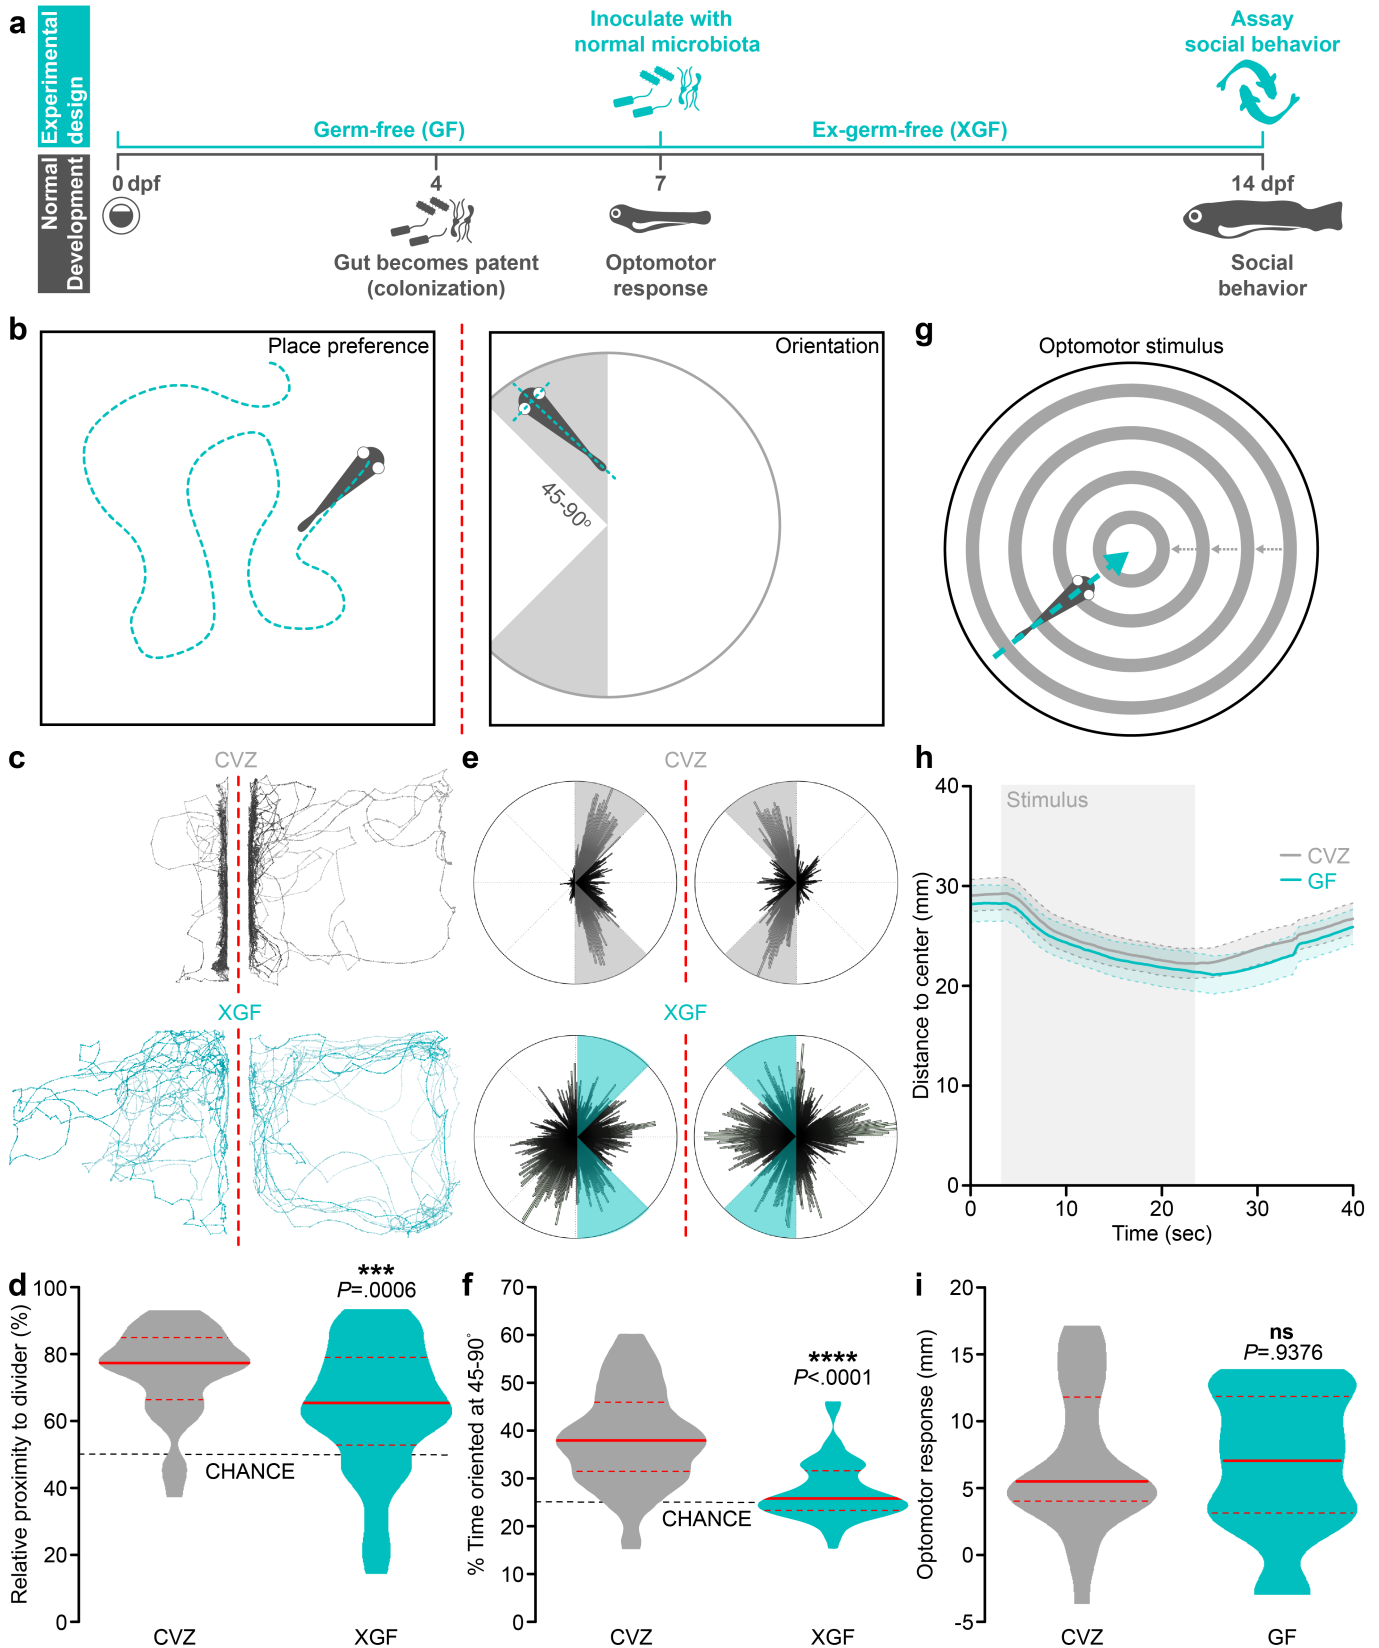 a
Experimental
design
Inoculate with
normal microbiota
Assay
social behavior
Germ-free (GF)
Ex-germ-free (XGF)
Normal
Development
0 dpf
4
7
14 dpf
Gut becomes patent
(colonization)
Optomotor
response
Social
behavior
b
Place preference
Orientation
45-90°
g
Optomotor stimulus
c
CVZ
XGF
e
CVZ
XGF
h
Distance to center (mm)
40
30
20
10
0
Stimulus
CVZ
GF
0
10
20
30
40
Time (sec)
d
Relative proximity to divider (%)
100
80
60
40
20
0
***
P=.0006
CHANCE
CVZ
XGF
f
% Time oriented at 45-90°
70
60
50
40
30
20
10
0
****
P<.0001
CHANCE
CVZ
XGF
i
Optomotor response (mm)
20
15
10
5
0
-5
ns
P=.9376
CVZ
GF